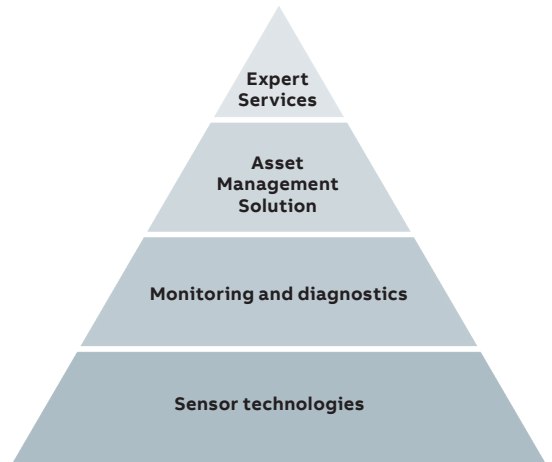 Expert
Services
Asset
Management
Solution
Monitoring and diagnostics
Sensor technologies